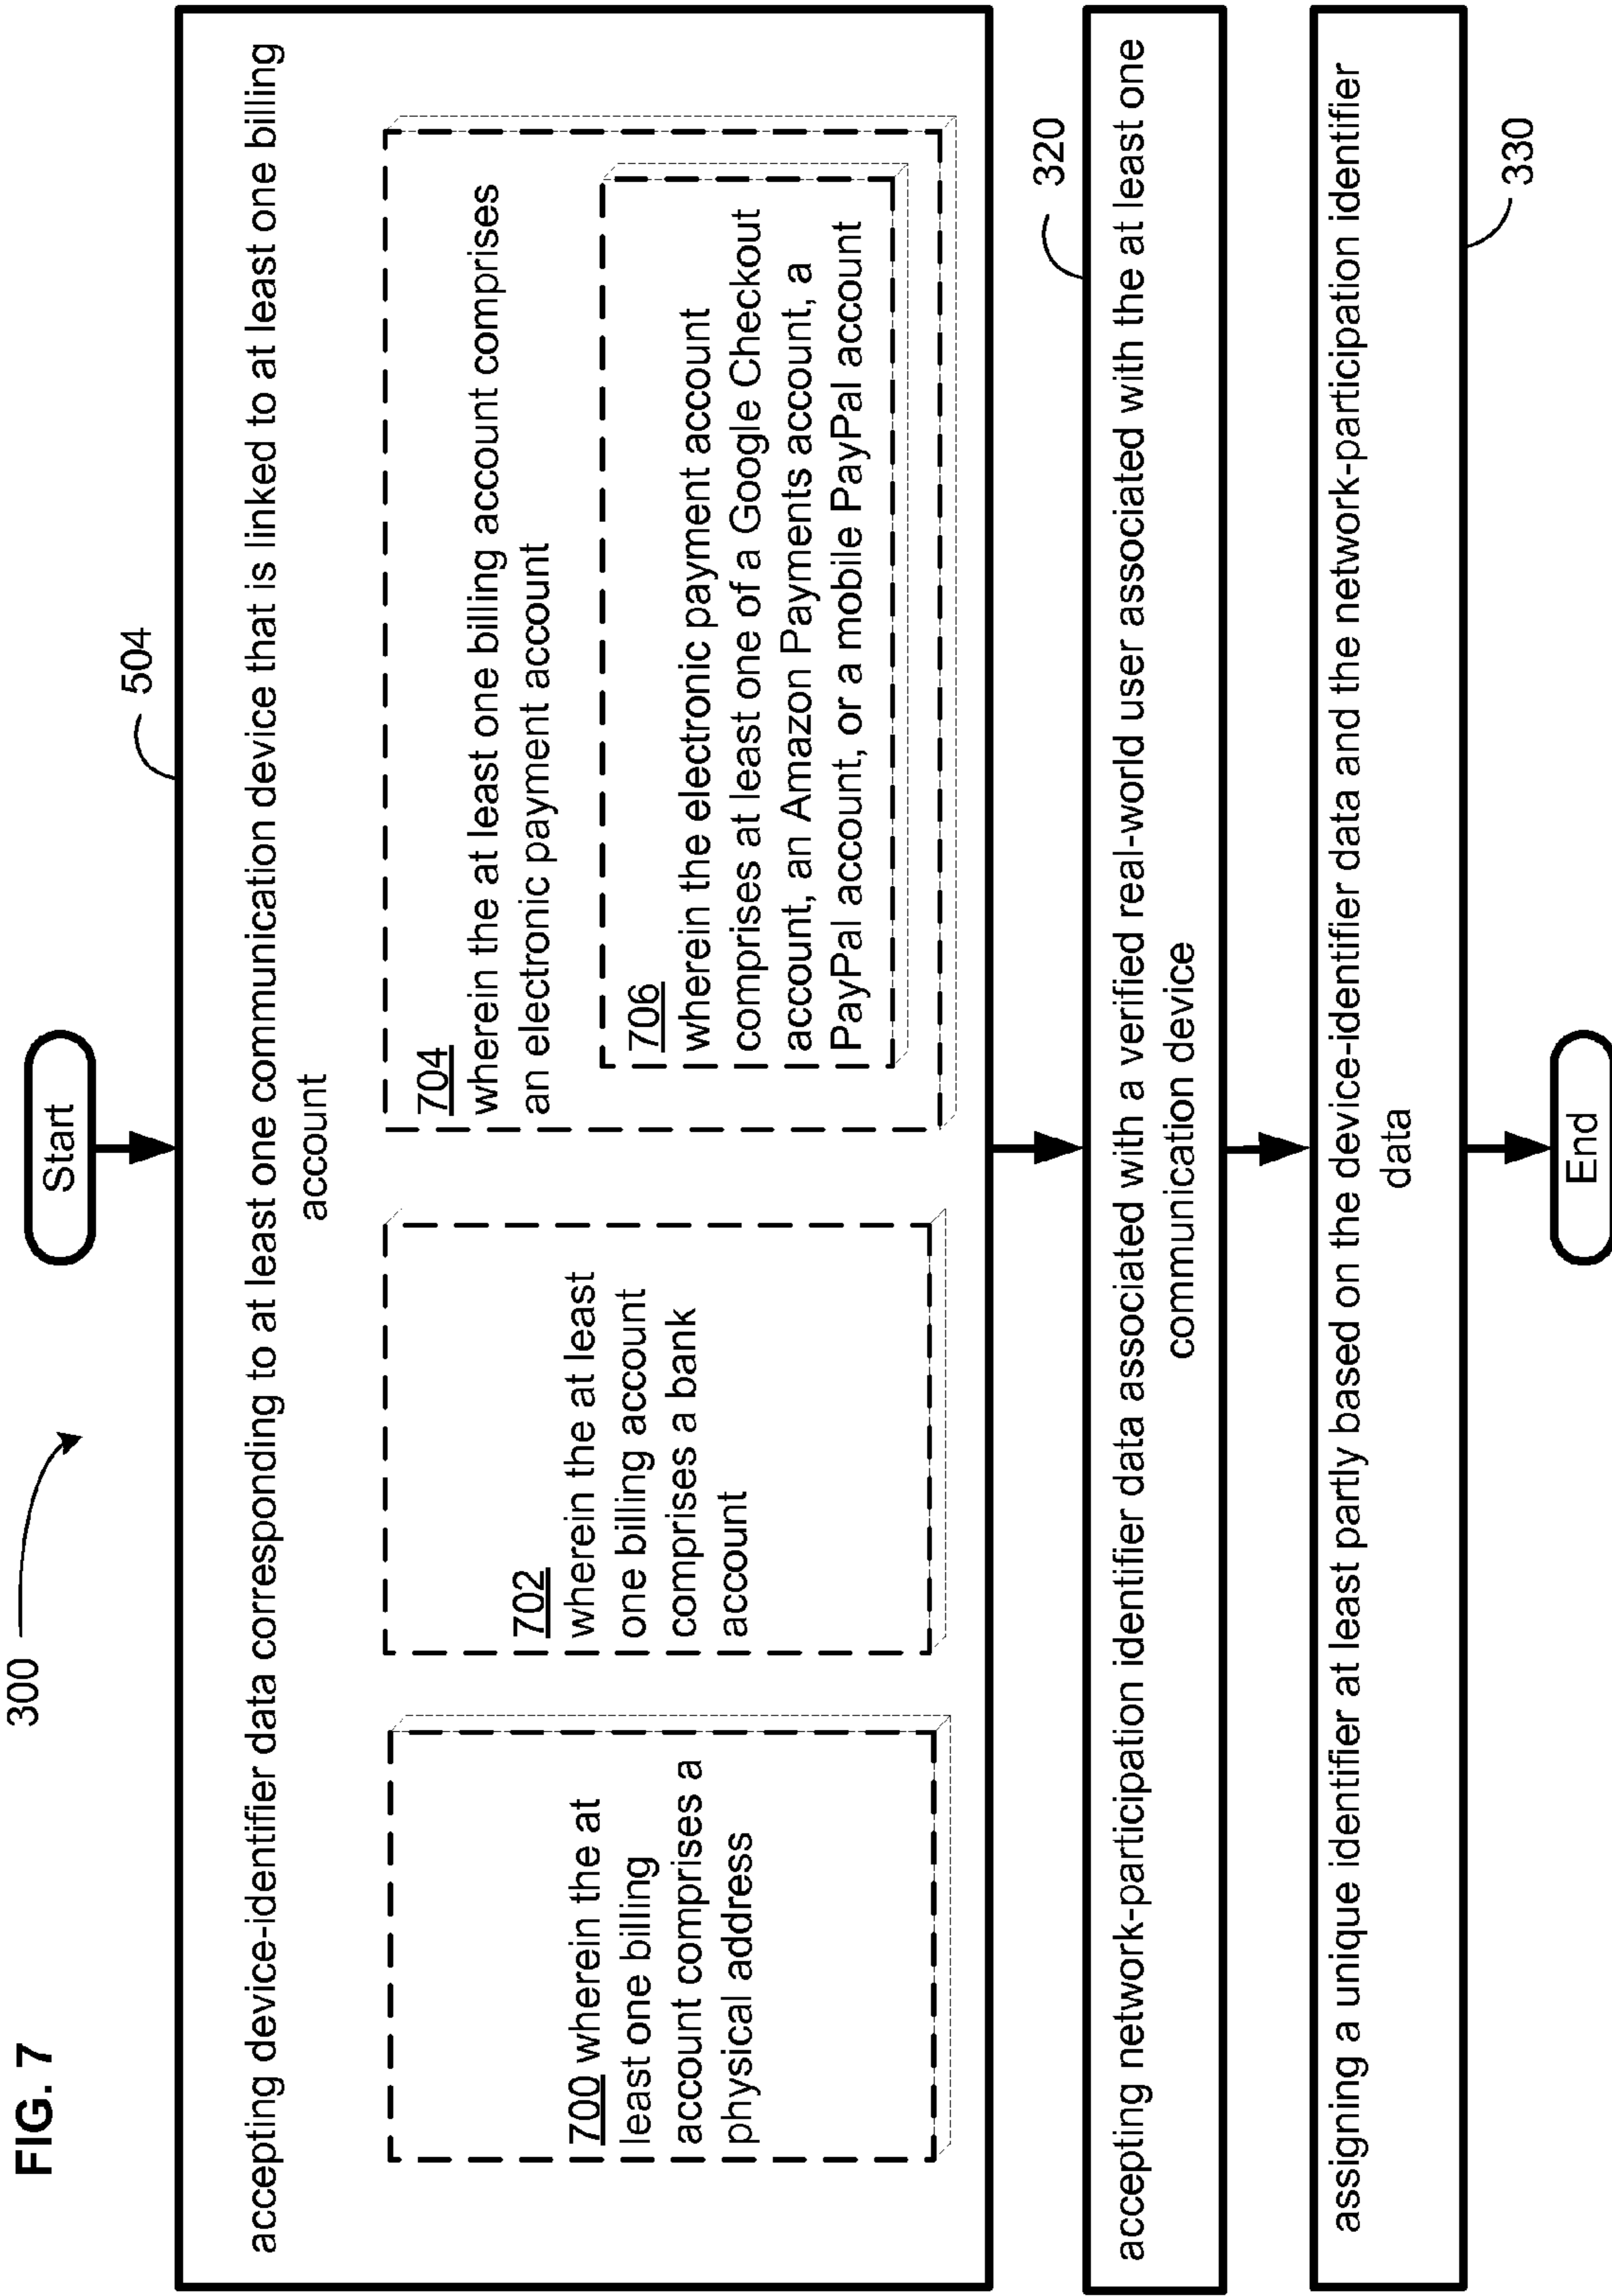 FIG. 7
300
Start
504
accepting device-identifier data corresponding to at least one communication device that is linked to at least one billing
account
700 wherein the at
least one billing
account comprises a
physical address
702
wherein the at least
one billing account
comprises a bank
account
704
wherein the at least one billing account comprises
an electronic payment account
706
wherein the electronic payment account
comprises at least one of a Google Checkout
account, an Amazon Payments account, a
PayPal account, or a mobile PayPal account
320
accepting network-participation identifier data associated with a verified real-world user associated with the at least one
communication device
330
assigning a unique identifier at least partly based on the device-identifier data and the network-participation identifier
data
End